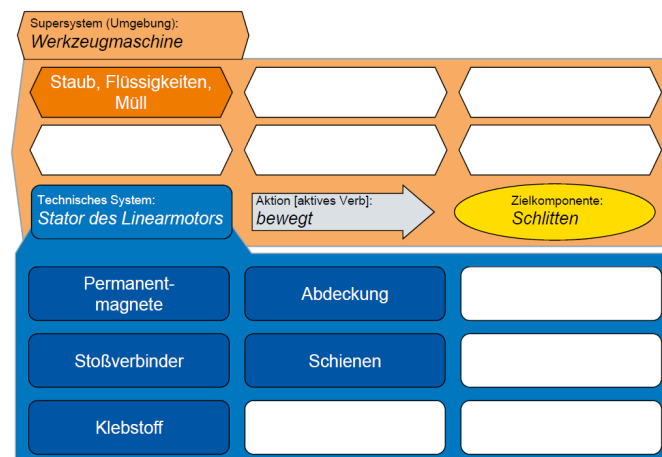 Supersystem (Umgebung):
Werkzeugmaschine
Staub, Flüssigkeiten,
Müll
Technisches System:
Stator des Linearmotors
Aktion [aktives Verb]:
bewegt
Zielkomponente:
Schlitten
Permanent-
magnete
Abdeckung
Stoßverbinder
Schienen
Klebstoff